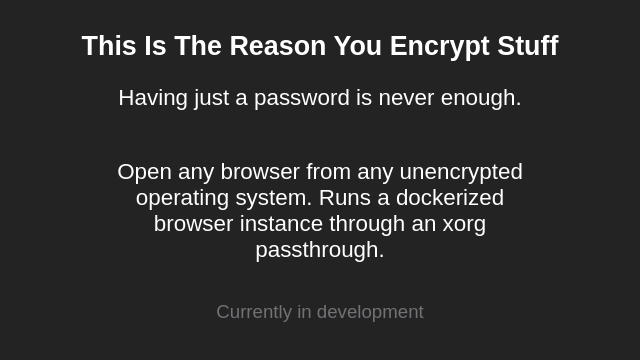 This Is The Reason You Encrypt Stuff
Having just a password is never enough.
Open any browser from any unencrypted
operating system. Runs a dockerized
browser instance through an xorg
passthrough.
Currently in development